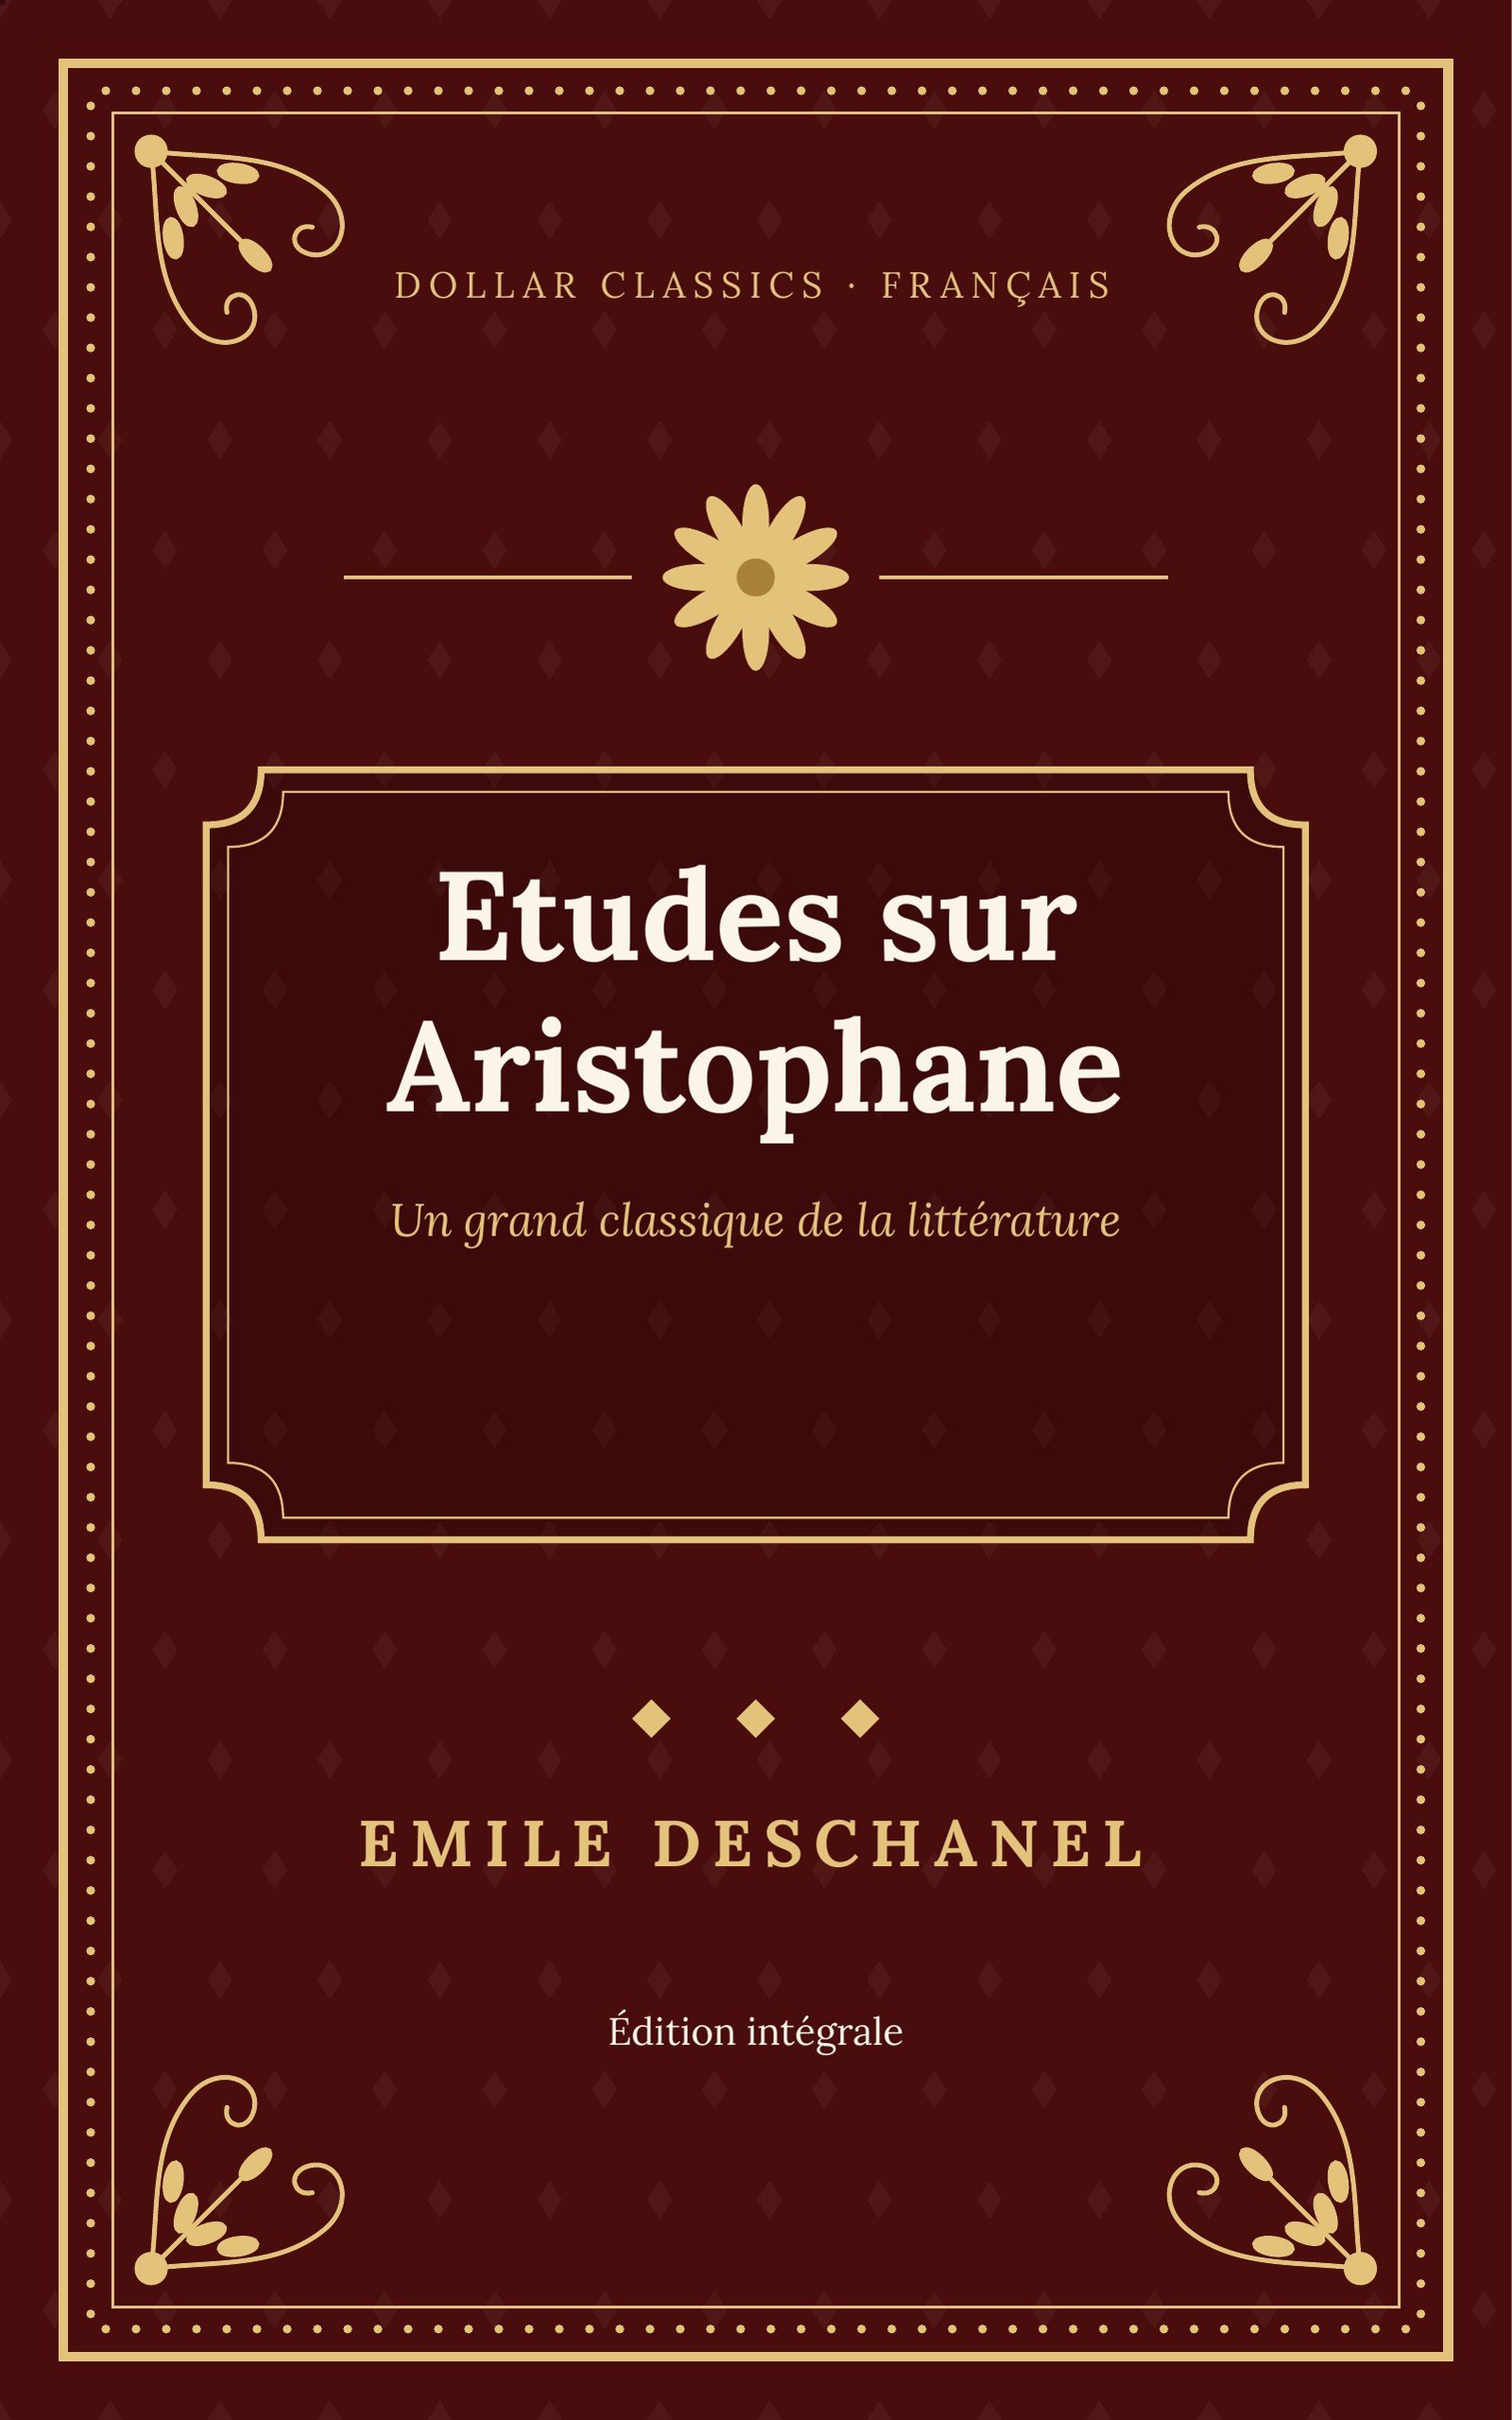 DOLLAR CLASSICS · FRANÇAIS
Etudes sur
Aristophane
Un grand classique de la littérature
EMILE DESCHANEL
Édition intégrale